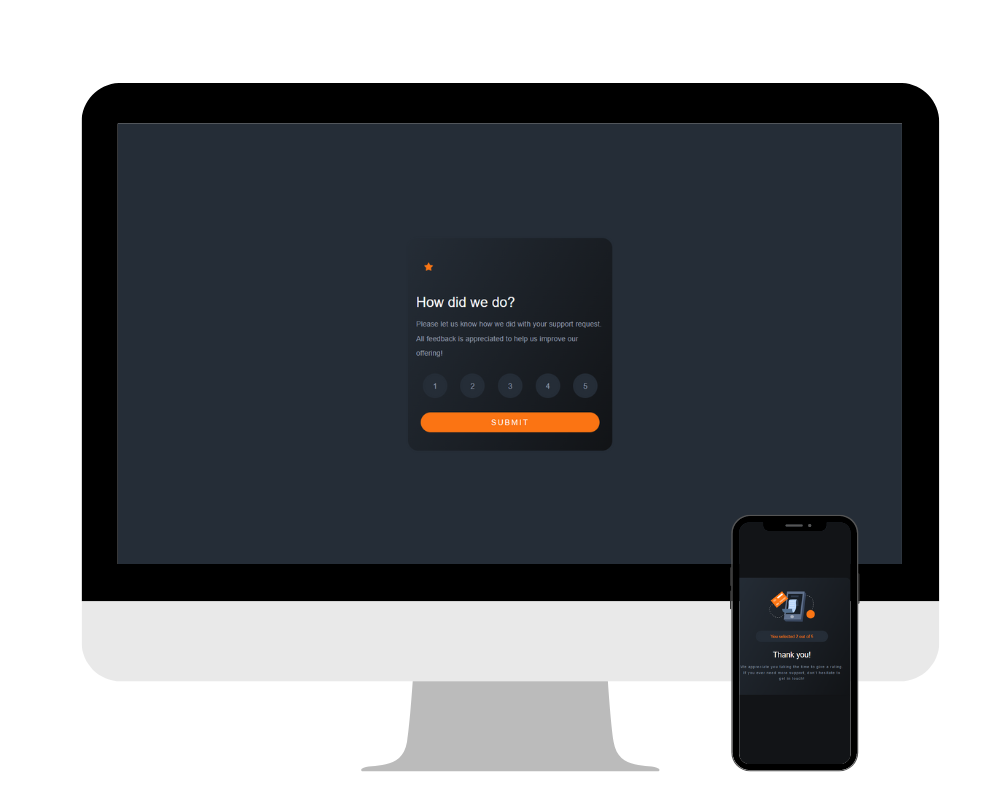 How did we do?
Please let us know how we did with your support request.
All feedback is appreciated to help us improve our
offering!
1 2 3 4 5
SUBMIT
You selected out of 5
Thank you!
We appreciate you taking the time to give a rating.
If you ever need more support, don't hesitate to
get in touch!